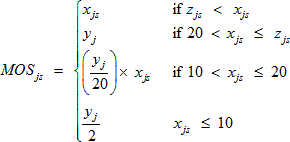 MOS_js = { x_js if z_js < x_js
y_j if 20 < x_js ≤ z_js
(y_j/20) × x_js if 10 < x_js ≤ 20
y_j/2 x_js ≤ 10